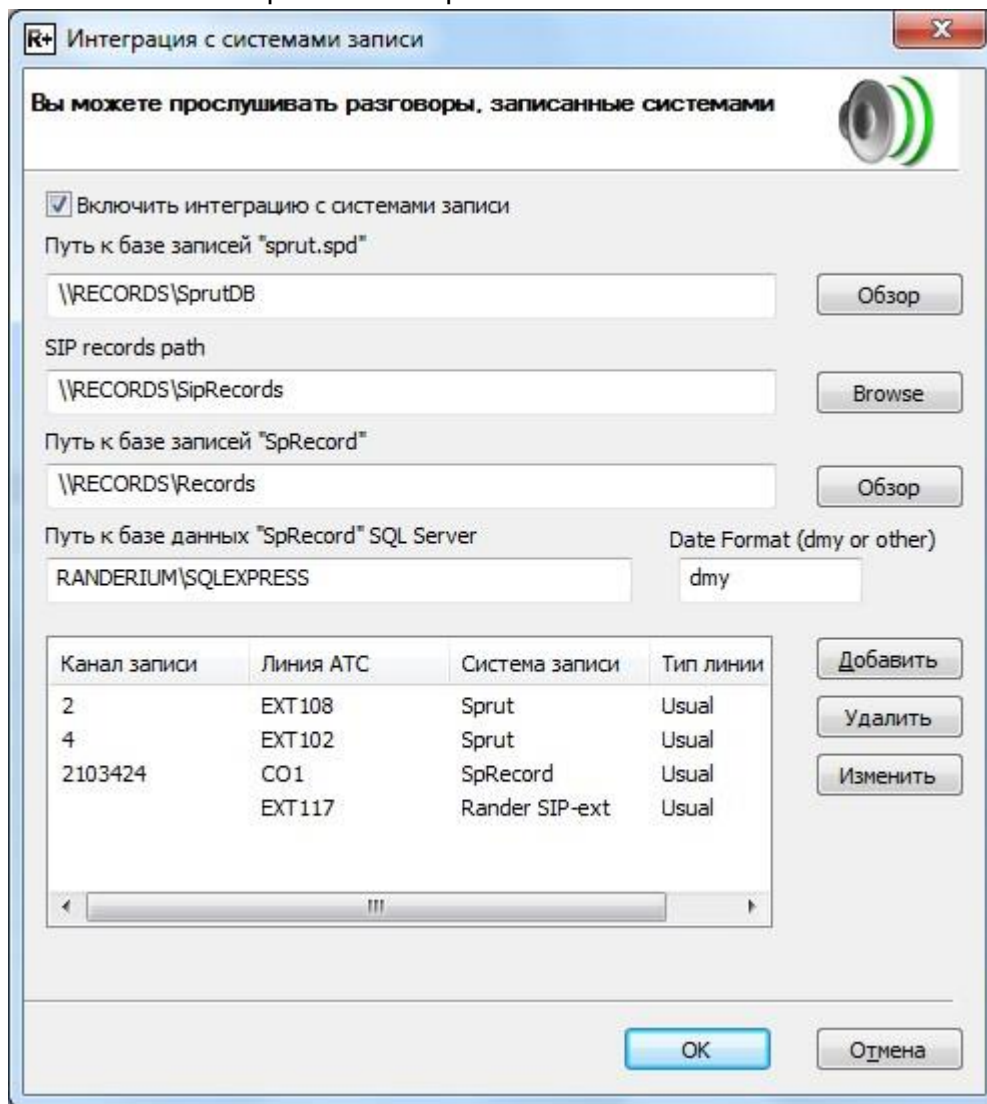 R+ Интеграция с системами записи
Вы можете прослушивать разговоры, записанные системами
Включить интеграцию с системами записи
Путь к базе записей "sprut.spd"
\\RECORDS\SprutDB Обзор
SIP records path
\\RECORDS\SipRecords Browse
Путь к базе записей "SpRecord"
\\RECORDS\Records Обзор
Путь к базе данных "SpRecord" SQL Server Date Format (dmy or other)
RANDERIUM\SQLEXPRESS dmy
Канал записи Линия АТС Система записи Тип линии Добавить
2 EXT108 Sprut Usual Удалить
4 EXT102 Sprut Usual
2103424 CO1 SpRecord Usual Изменить
EXT117 Rander SIP-ext Usual
OK Отмена